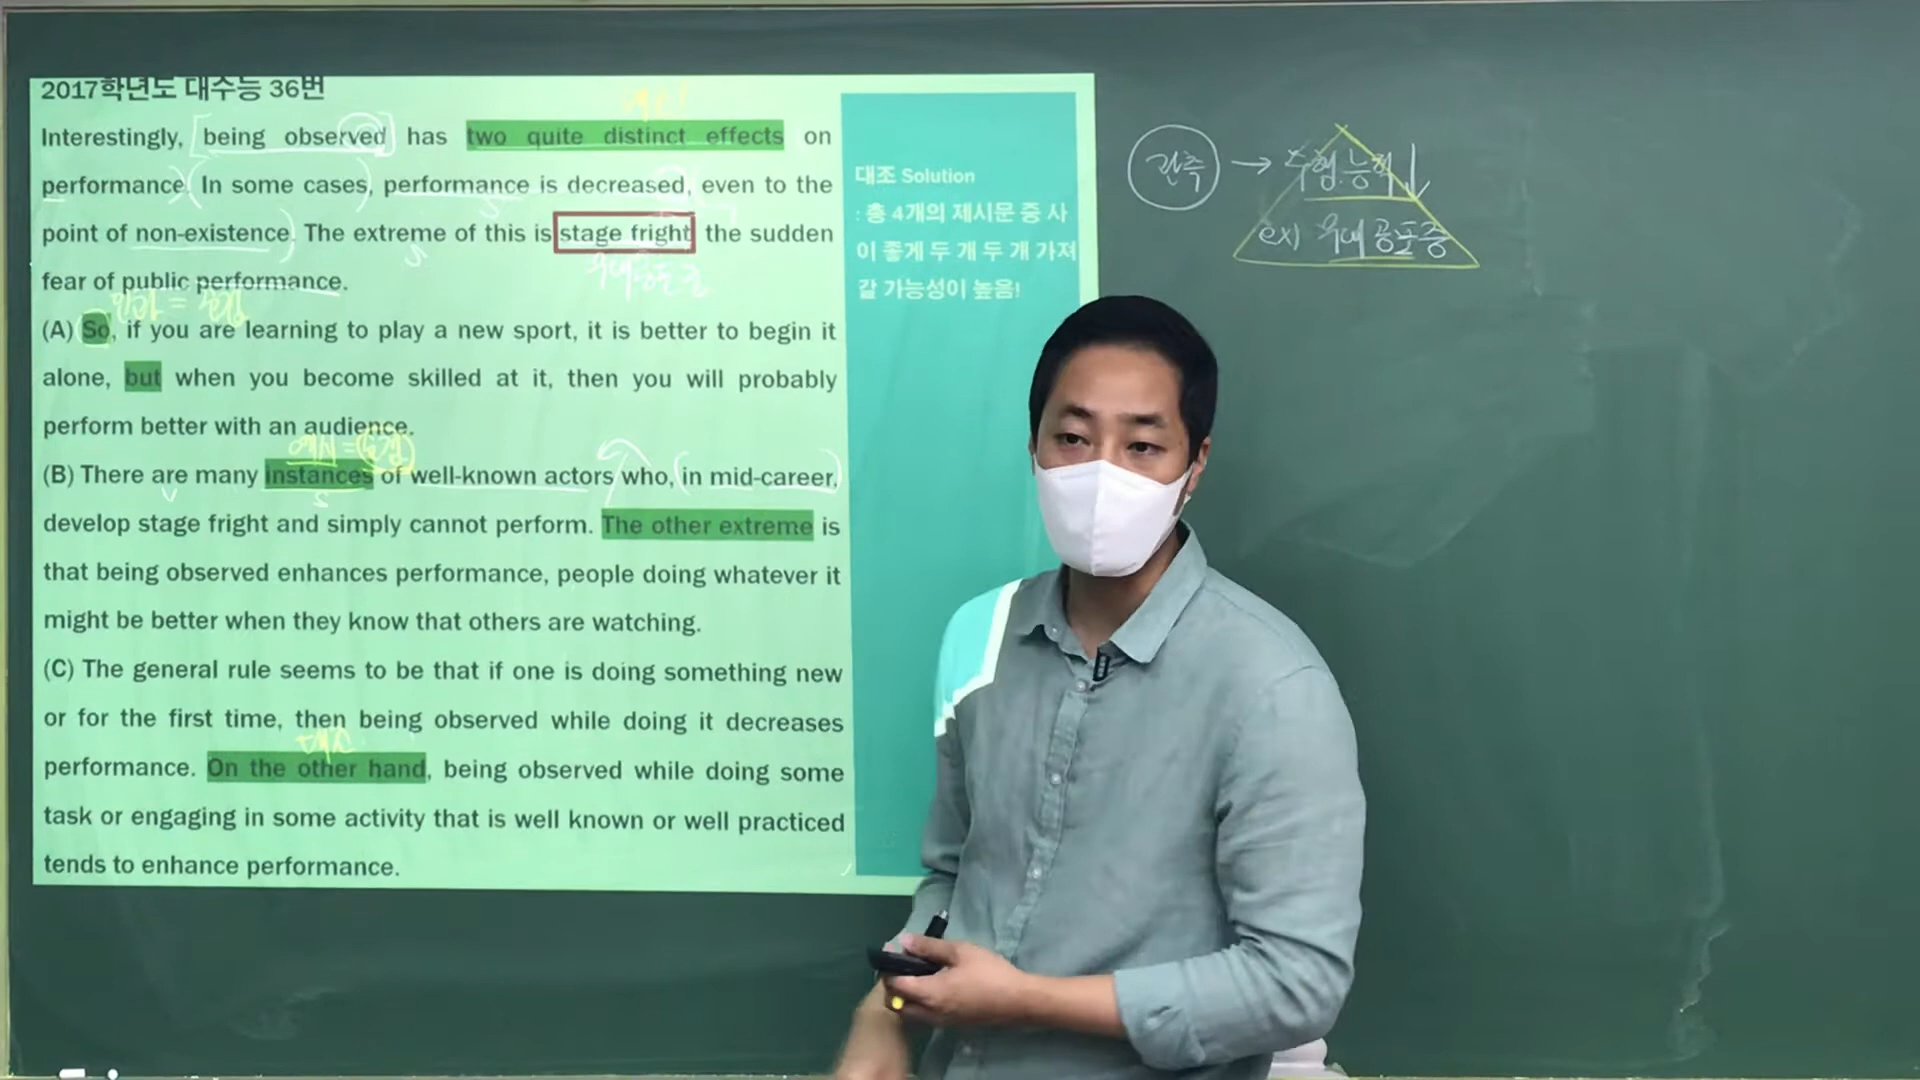 2017학년도 대수능 36번
Interestingly, being observed has two quite distinct effects on
performance. In some cases, performance is decreased, even to the
point of non-existence. The extreme of this is stage fright, the sudden
fear of public performance.
(A) So, if you are learning to play a new sport, it is better to begin it
alone, but when you become skilled at it, then you will probably
perform better with an audience.
(B) There are many instances of well-known actors who, in mid-career,
develop stage fright and simply cannot perform. The other extreme is
that being observed enhances performance, people doing whatever it
might be better when they know that others are watching.
(C) The general rule seems to be that if one is doing something new
or for the first time, then being observed while doing it decreases
performance. On the other hand, being observed while doing some
task or engaging in some activity that is well known or well practiced
tends to enhance performance.
대조 Solution
: 총 4개의 제시문 중 사
이 좋게 두 개 두 개 가져
갈 가능성이 높음!
관측 → 수행능력↓
ex) 무대 공포증
무대공포증